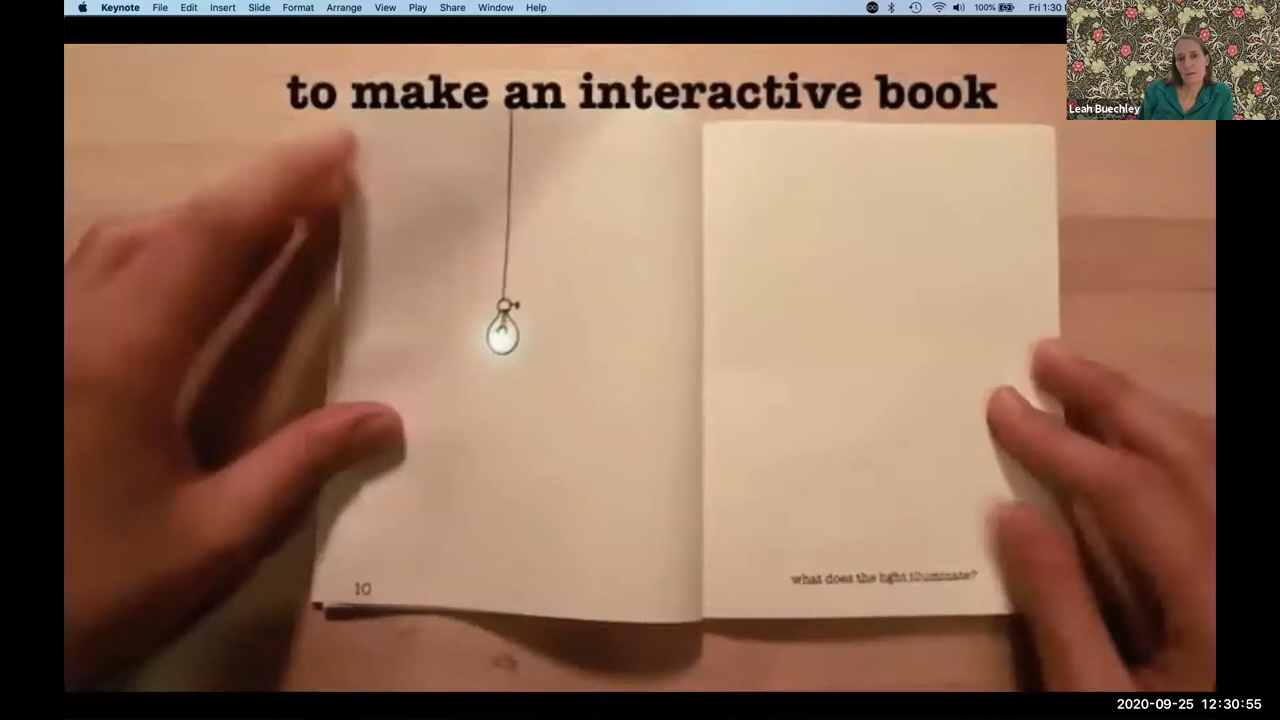 Keynote File Edit Slide Insert Format Arrange View Play Share Window Help 100% Fri 1:30
Leah Buechley
to make an interactive book
10
what does the light illuminate?
2020-09-25 12:30:55